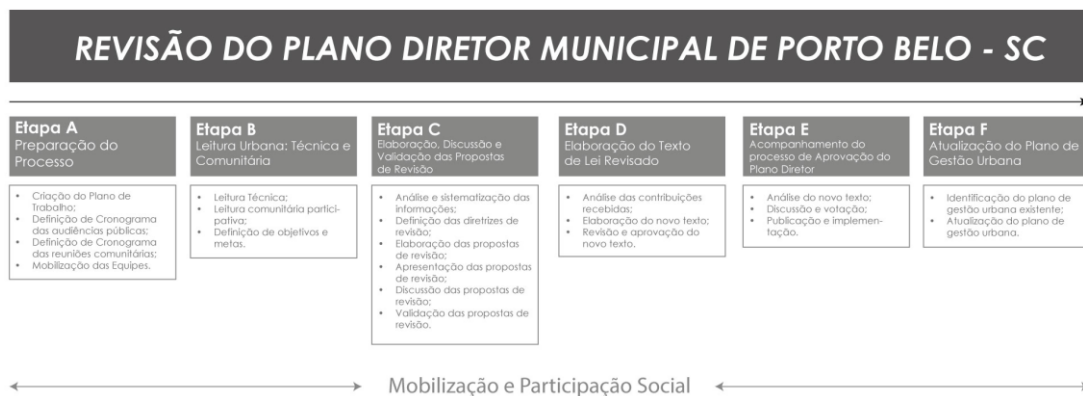 REVISÃO DO PLANO DIRETOR MUNICIPAL DE PORTO BELO - SC
Etapa A
Preparação do
Processo
• Criação do Plano de
Trabalho;
• Definição de Cronograma
das audiências públicas;
• Definição de Cronograma
das reuniões comunitárias;
• Mobilização das Equipes.
Etapa B
Leitura Urbana: Técnica e
Comunitária
• Leitura Técnica;
• Leitura comunitária partici-
pativa;
• Definição de objetivos e
metas.
Etapa C
Elaboração, Discussão e
Validação das Propostas
de Revisão
• Análise e sistematização das
informações;
• Definição das diretrizes de
revisão;
• Elaboração das propostas
de revisão;
• Apresentação das propostas
de revisão;
• Discussão das propostas de
revisão;
• Validação das propostas de
revisão.
Etapa D
Elaboração do Texto
de Lei Revisado
• Análise das contribuições
recebidas;
• Elaboração do novo texto;
• Revisão e aprovação do
novo texto.
Etapa E
Acompanhamento do
processo de Aprovação do
Plano Diretor
• Análise do novo texto;
• Discussão e votação;
• Publicação e implemen-
tação.
Etapa F
Atualização do Plano de
Gestão Urbana
• Identificação do plano de
gestão urbana existente;
• Atualização do plano de
gestão urbana.
Mobilização e Participação Social